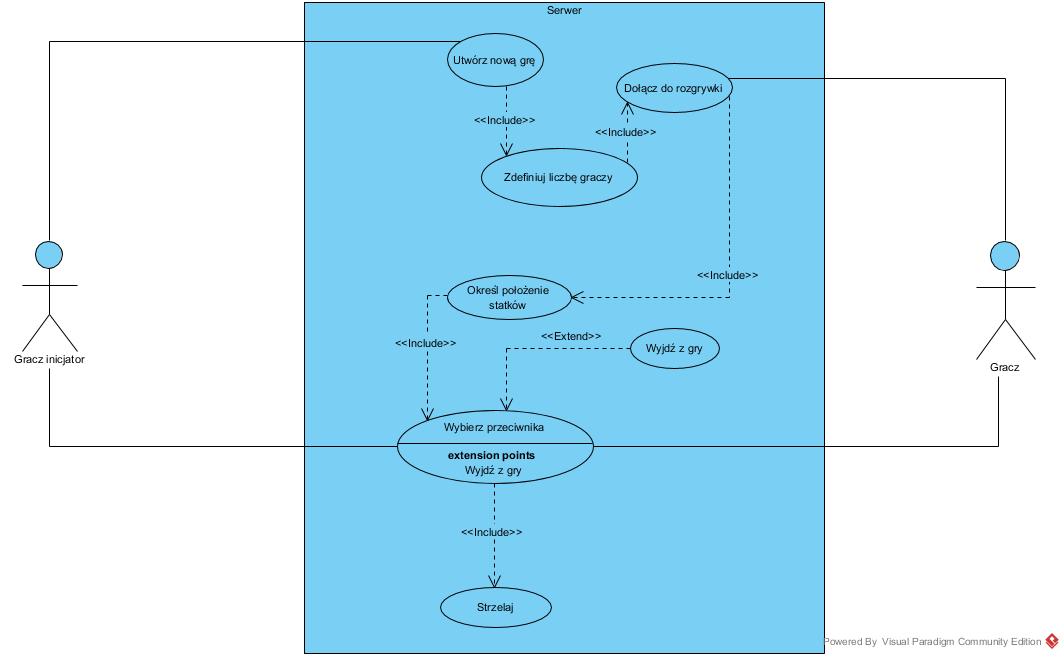 Serwer
Utwórz nową grę
Dołącz do rozgrywki
<<Include>>
<<Include>>
Zdefiniuj liczbę graczy
<<Include>>
Określ położenie
statków
<<Extend>>
<<Include>>
Wyjdź z gry
Gracz inicjator
Gracz
Wybierz przeciwnika
extension points
Wyjdź z gry
<<Include>>
Strzelaj
Powered By Visual Paradigm Community Edition